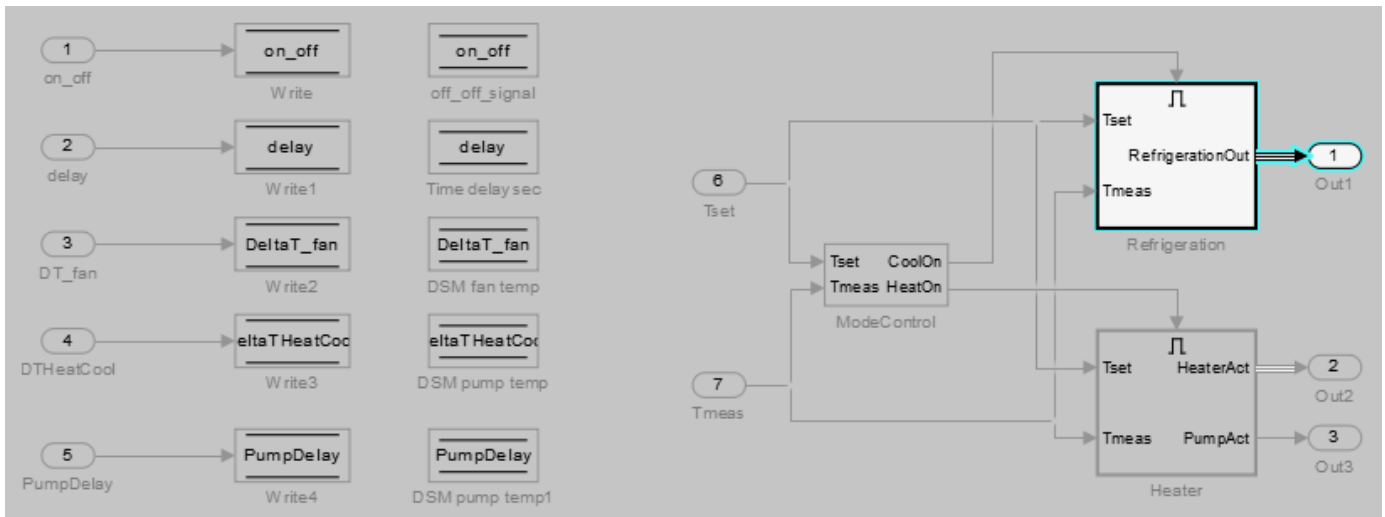 1
on_off
on_off
Write
on_off
off_off_signal
2
delay
delay
Write1
delay
Time delay sec
3
DT_fan
DeltaT_fan
Write2
DeltaT_fan
DSM fan temp
4
DTHeatCool
eltaTHeatCoo
Write3
eltaTHeatCoo
DSM pump temp
5
PumpDelay
PumpDelay
Write4
PumpDelay
DSM pump temp1
6
Tset
7
Tmeas
Tset CoolOn
Tmeas HeatOn
ModeControl
Tset
RefrigerationOut
Tmeas
Refrigeration
1
Out1
Tset HeaterAct
Tmeas PumpAct
Heater
2
Out2
3
Out3